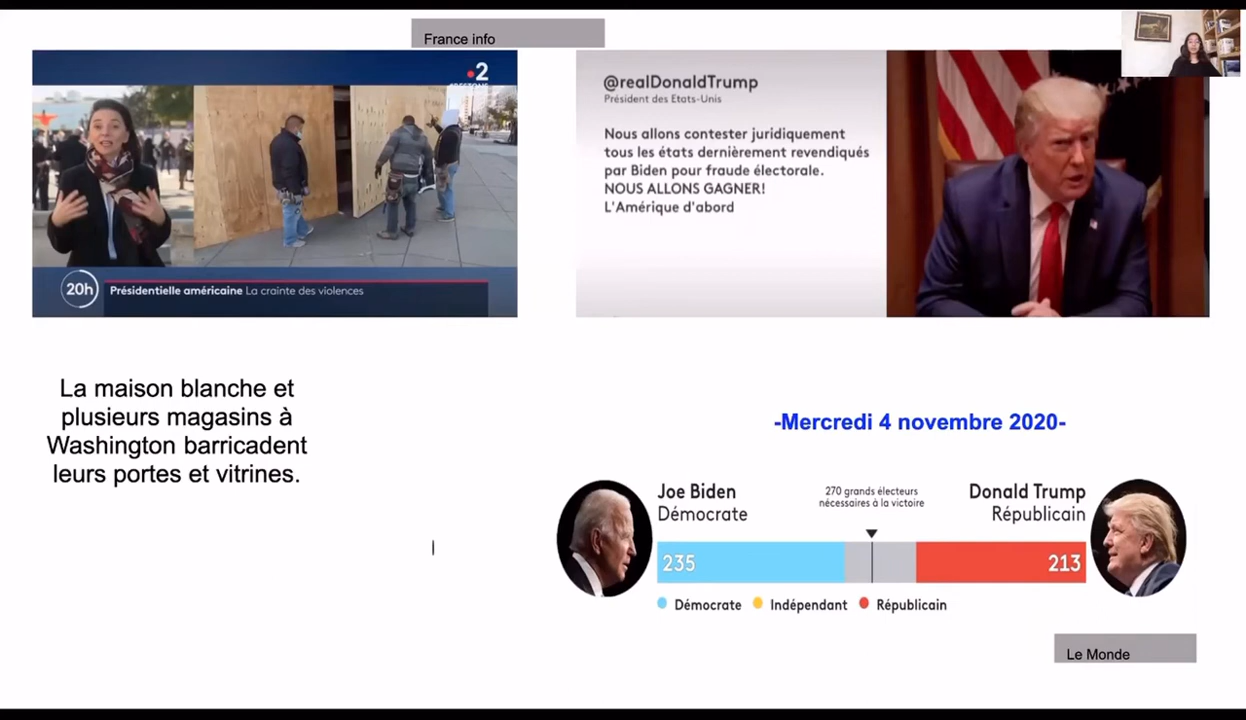 France info
2
20h
Présidentielle américaine La crainte des violences
@realDonaldTrump
Président des Etats-Unis
Nous allons contester juridiquement
tous les états dernièrement revendiqués
par Biden pour fraude électorale.
NOUS ALLONS GAGNER!
L'Amérique d'abord
La maison blanche et
plusieurs magasins à
Washington barricadent
leurs portes et vitrines.
-Mercredi 4 novembre 2020-
Joe Biden
Démocrate
270 grands électeurs
nécessaires à la victoire
Donald Trump
Républicain
235
213
Démocrate
Indépendant
Républicain
Le Monde